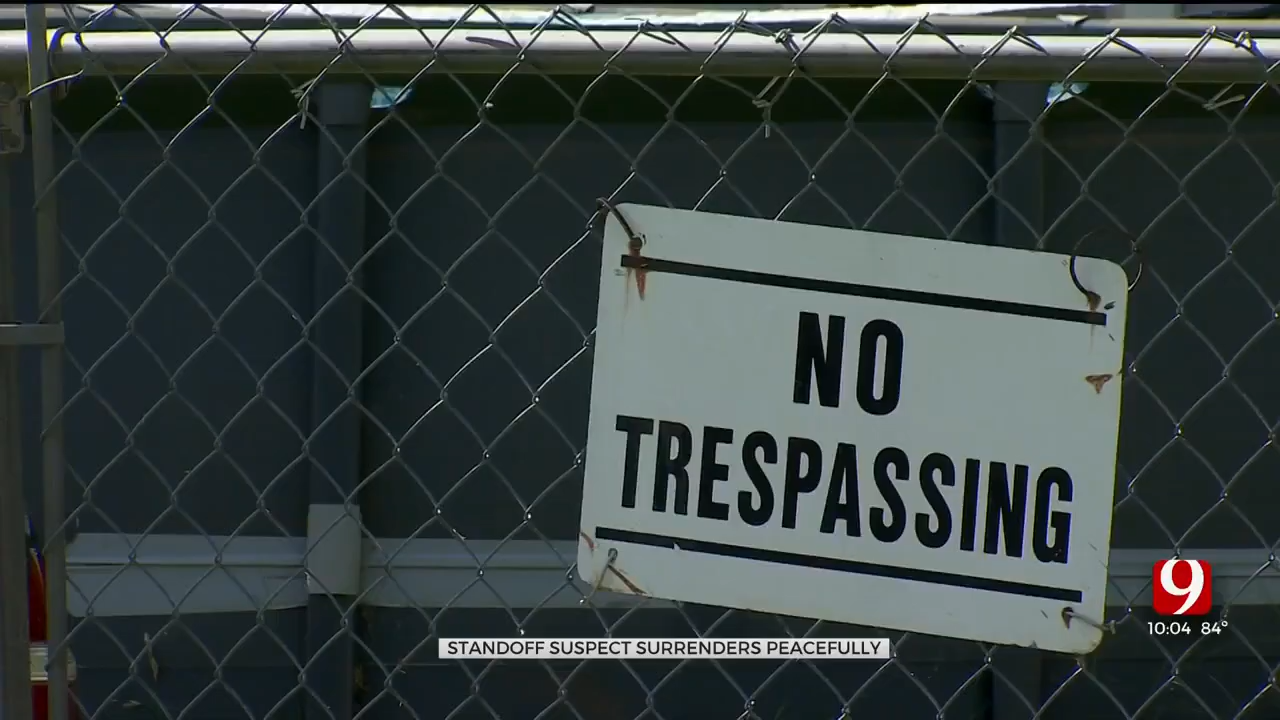 NO
TRESPASSING
9
10:04 84°
STANDOFF SUSPECT SURRENDERS PEACEFULLY